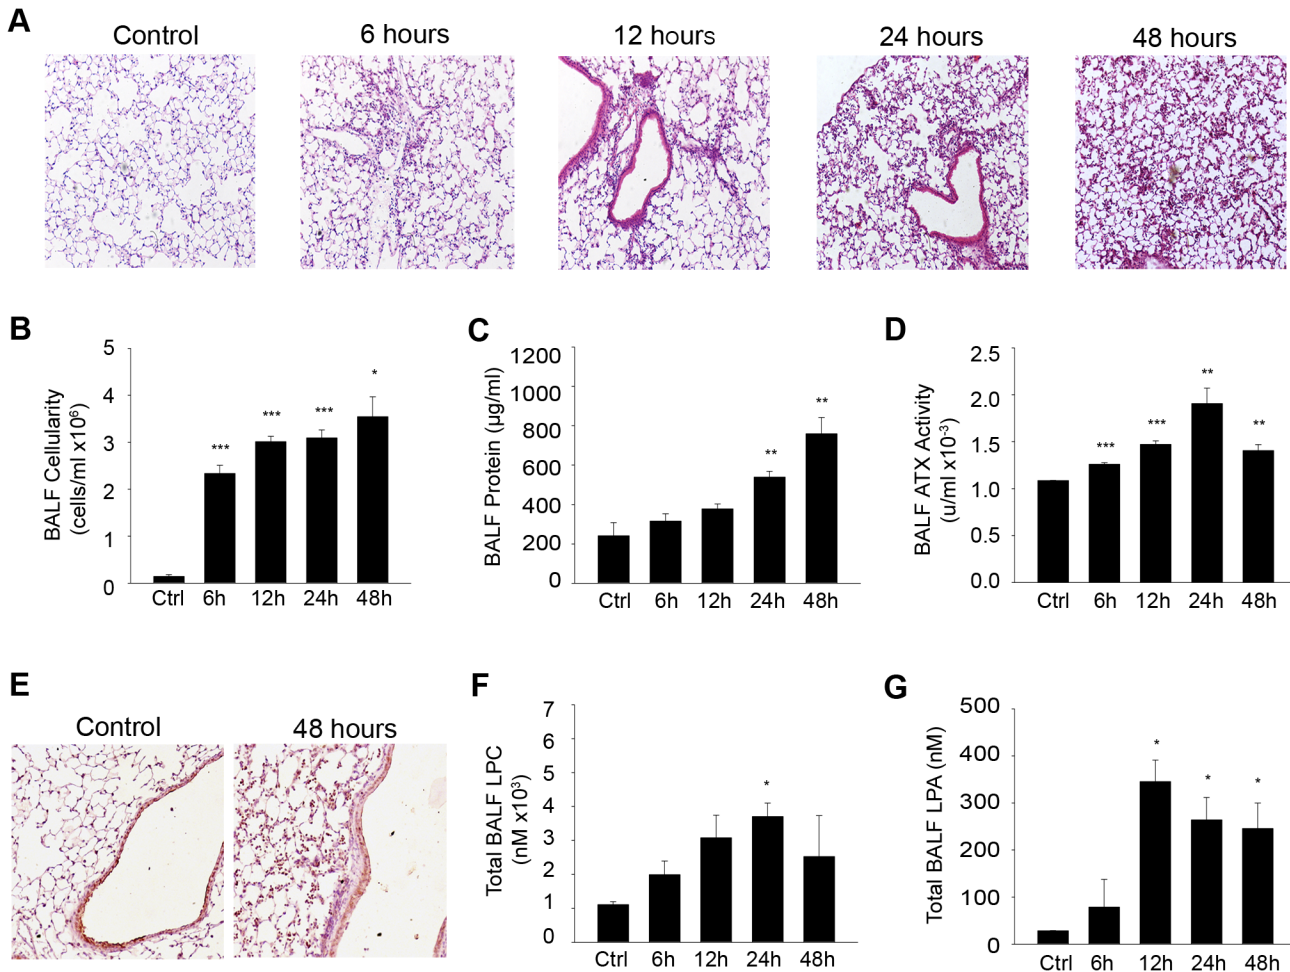 A
Control
6 hours
12 hours
24 hours
48 hours
B
BALF Cellularity
(cells/ml x10⁶)
5
4
3
2
1
0
***
***
***
*
Ctrl 6h 12h 24h 48h
C
BALF Protein (µg/ml)
1200
1000
800
600
400
200
0
**
**
Ctrl 6h 12h 24h 48h
D
BALF ATX Activity
(u/ml x10⁻³)
2.5
2.0
1.5
1.0
0.5
0.0
***
***
**
**
Ctrl 6h 12h 24h 48h
E
Control
48 hours
F
Total BALF LPC
(nM x10³)
7
6
5
4
3
2
1
0
*
Ctrl 6h 12h 24h 48h
G
Total BALF LPA (nM)
500
400
300
200
100
0
*
*
*
Ctrl 6h 12h 24h 48h